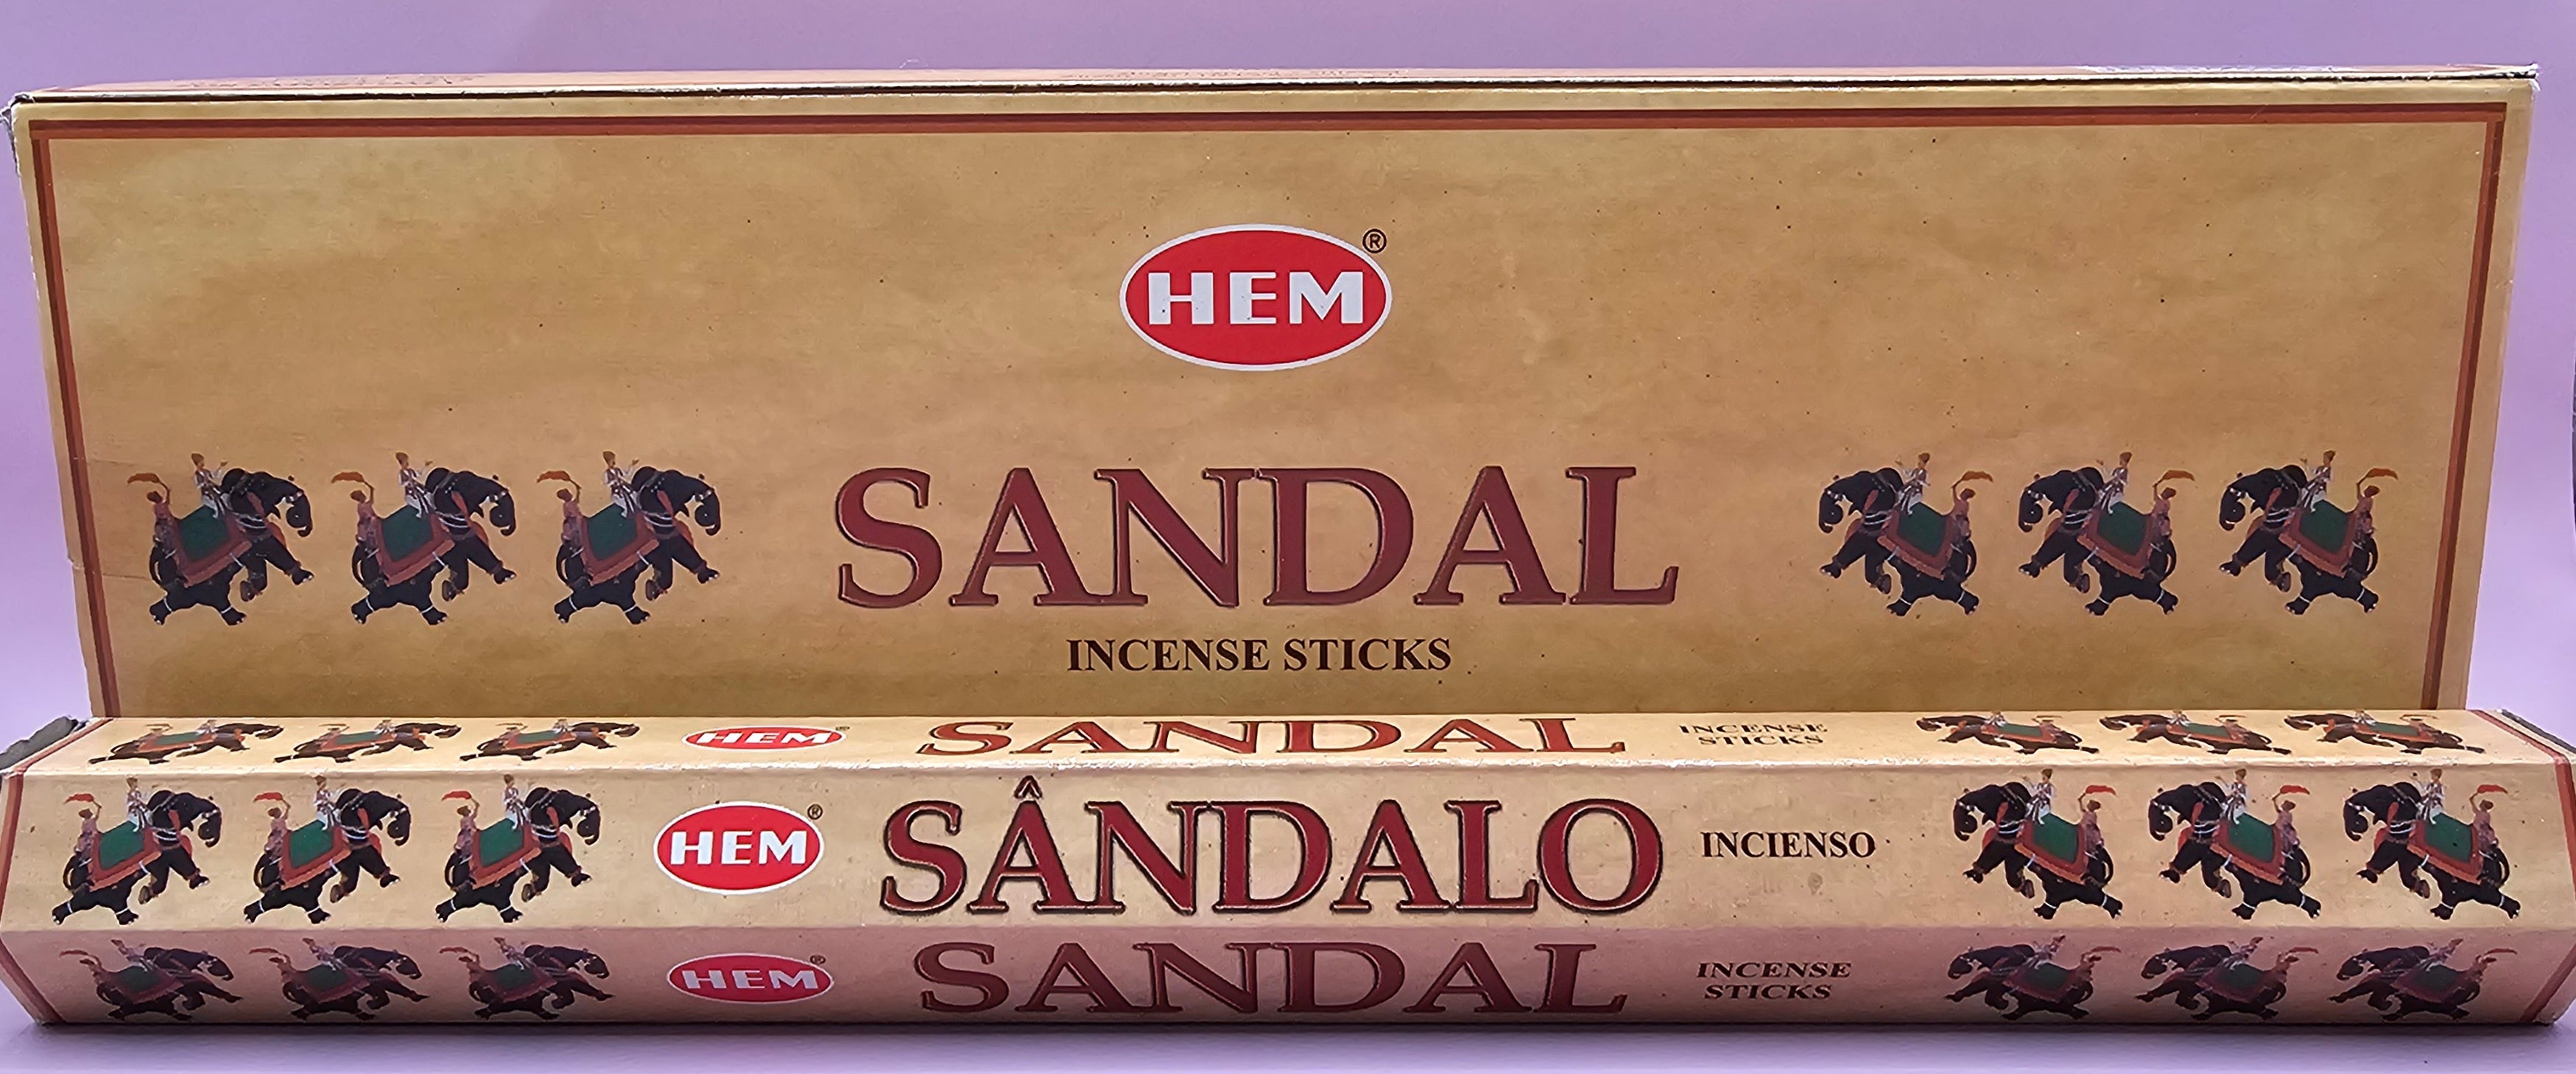 HEM®
SANDAL
INCENSE STICKS
HEM® SANDAL INCENSE
STICKS
HEM® SÂNDALO INCIENSO
HEM® SANDAL INCENSE
STICKS